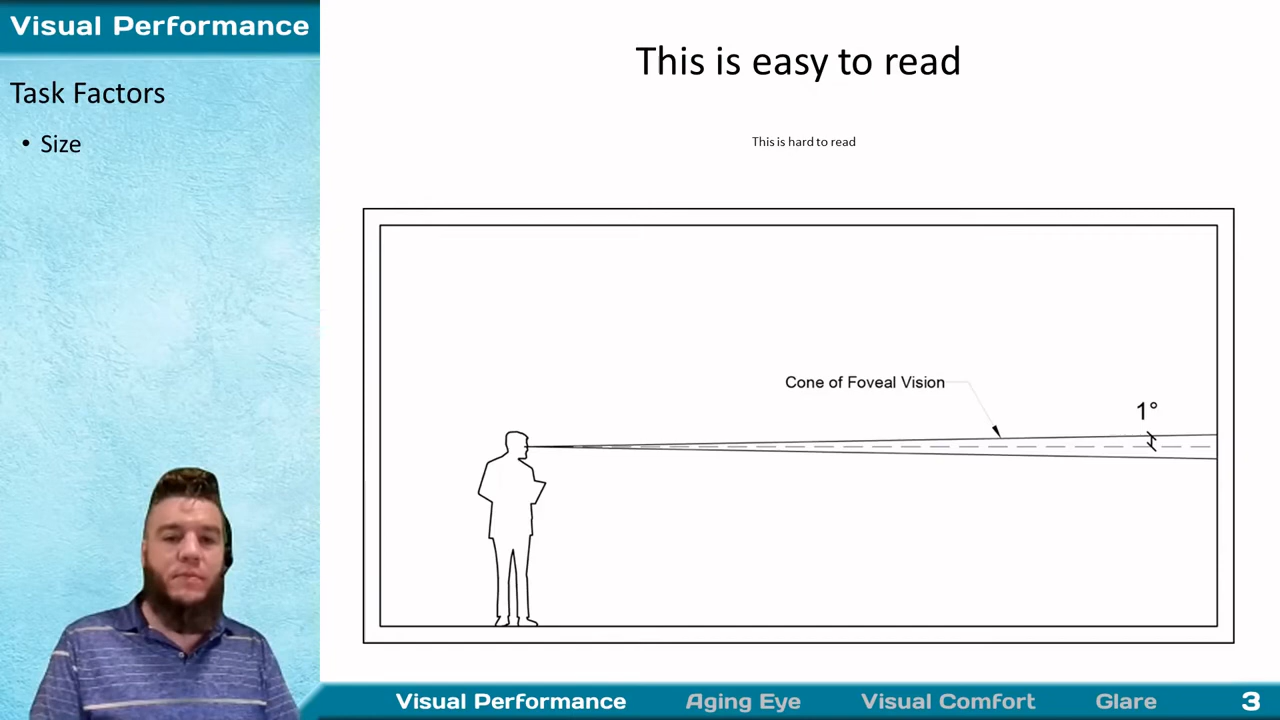 Visual Performance
Task Factors
• Size
This is easy to read
This is hard to read
Cone of Foveal Vision
1°
Visual Performance Aging Eye Visual Comfort Glare 3